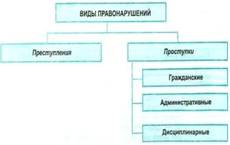 ВИДЫ ПРАВОНАРУШЕНИЙ
Преступления
Проступки
Гражданские
Административные
Дисциплинарные